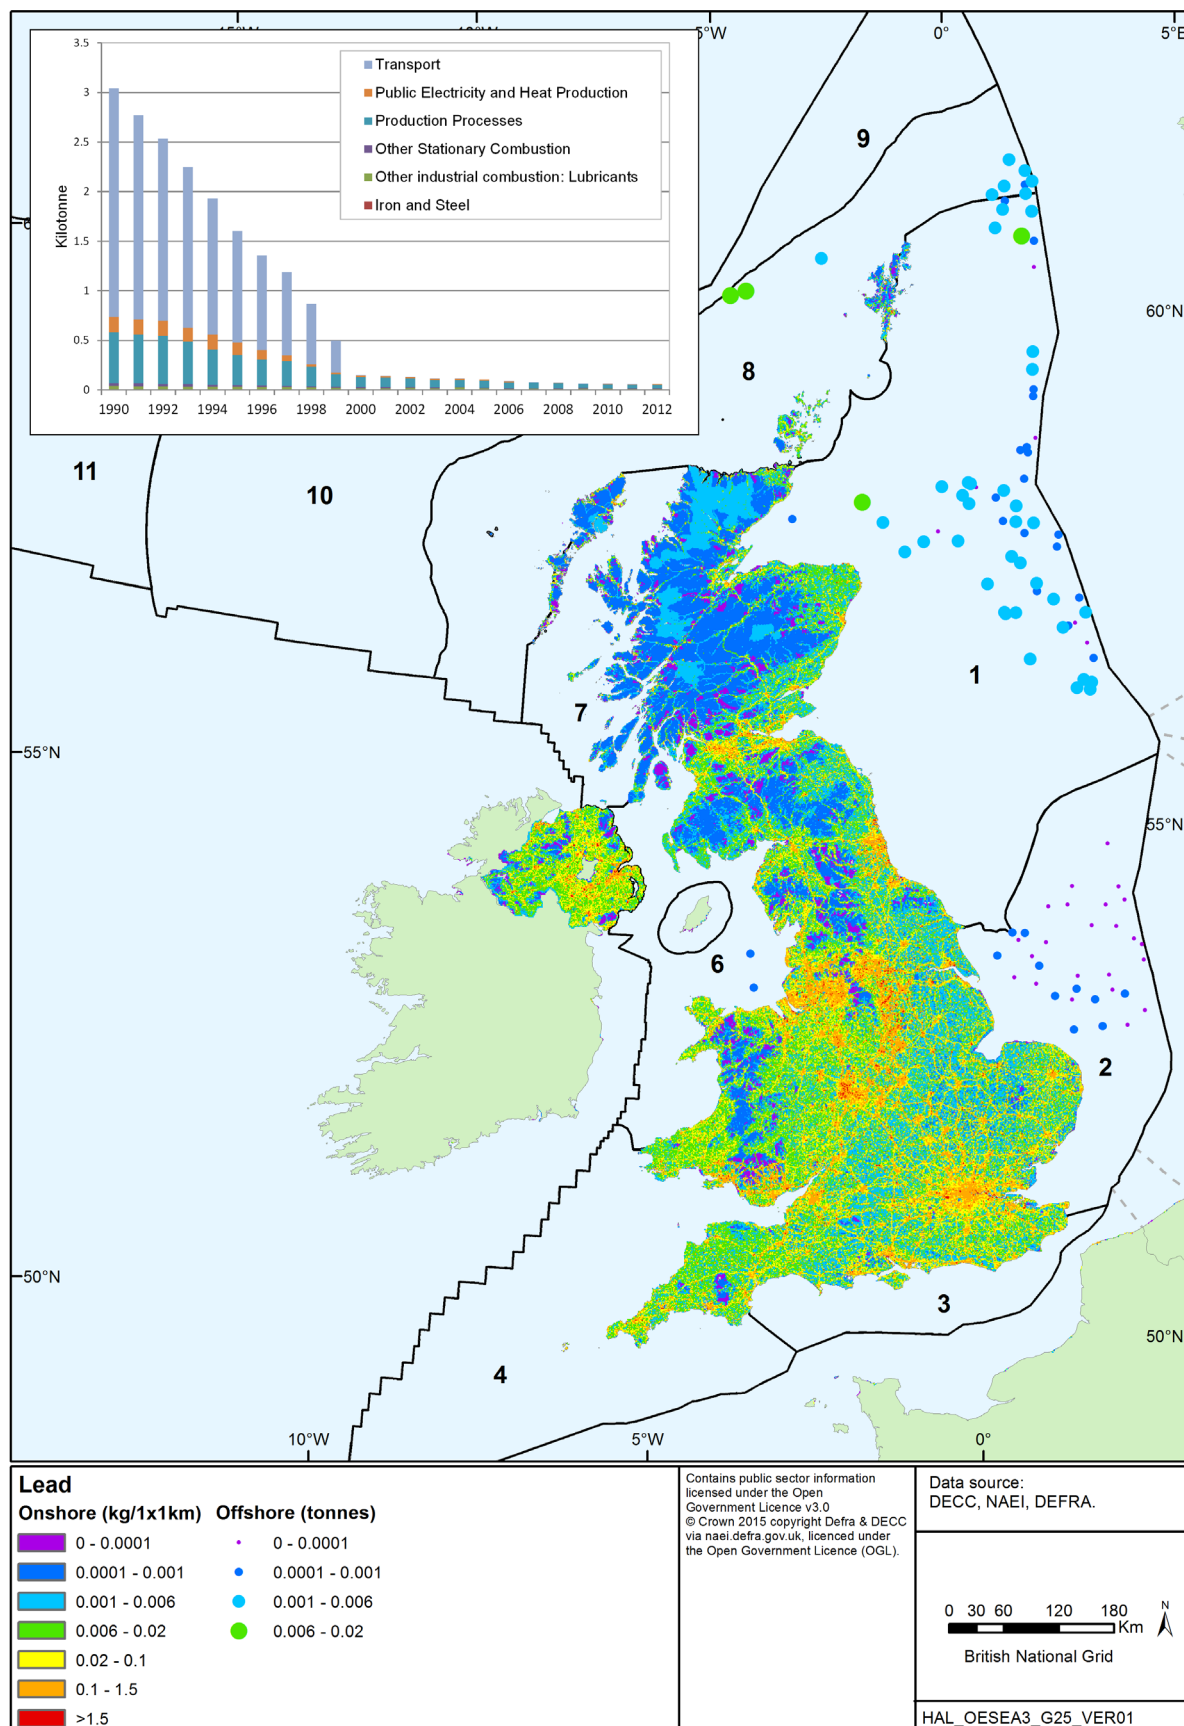 10°W
5°W
0°
5°E
3.5
3
2.5
2
1.5
1
0.5
0
Kilotonne
Transport
Public Electricity and Heat Production
Production Processes
Other Stationary Combustion
Other industrial combustion: Lubricants
Iron and Steel
1990 1992 1994 1996 1998 2000 2002 2004 2006 2008 2010 2012
9
60°N
8
11
10
1
7
55°N
55°N
6
2
50°N
3
50°N
4
10°W
5°W
0°
Lead
Onshore (kg/1x1km)
0 - 0.0001
0.0001 - 0.001
0.001 - 0.006
0.006 - 0.02
0.02 - 0.1
0.1 - 1.5
>1.5
Offshore (tonnes)
0 - 0.0001
0.0001 - 0.001
0.001 - 0.006
0.006 - 0.02
Contains public sector information
licensed under the Open
Government Licence v3.0
© Crown 2015 copyright Defra & DECC
via naei.defra.gov.uk, licenced under
the Open Government Licence (OGL).
Data source:
DECC, NAEI, DEFRA.
0 30 60 120 180
Km
N
British National Grid
HAL_OESEA3_G25_VER01